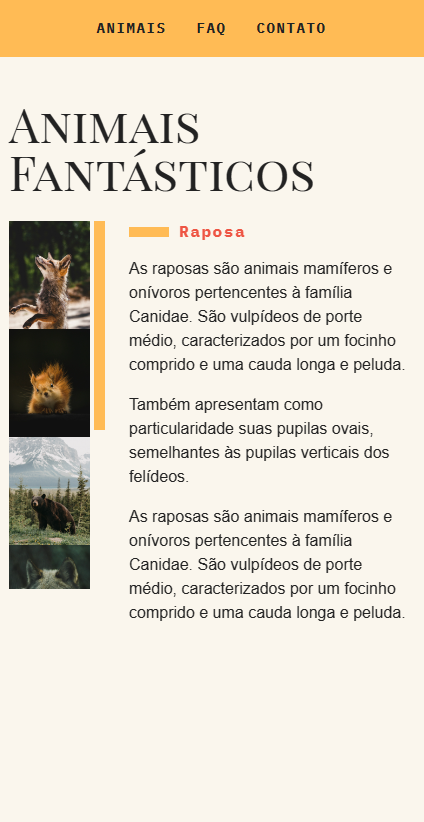 ANIMAIS FAQ CONTATO
Animais
Fantásticos
Raposa
As raposas são animais mamíferos e
onívoros pertencentes à família
Canidae. São vulpídeos de porte
médio, caracterizados por um focinho
comprido e uma cauda longa e peluda.
Também apresentam como
particularidade suas pupilas ovais,
semelhantes às pupilas verticais dos
felídeos.
As raposas são animais mamíferos e
onívoros pertencentes à família
Canidae. São vulpídeos de porte
médio, caracterizados por um focinho
comprido e uma cauda longa e peluda.